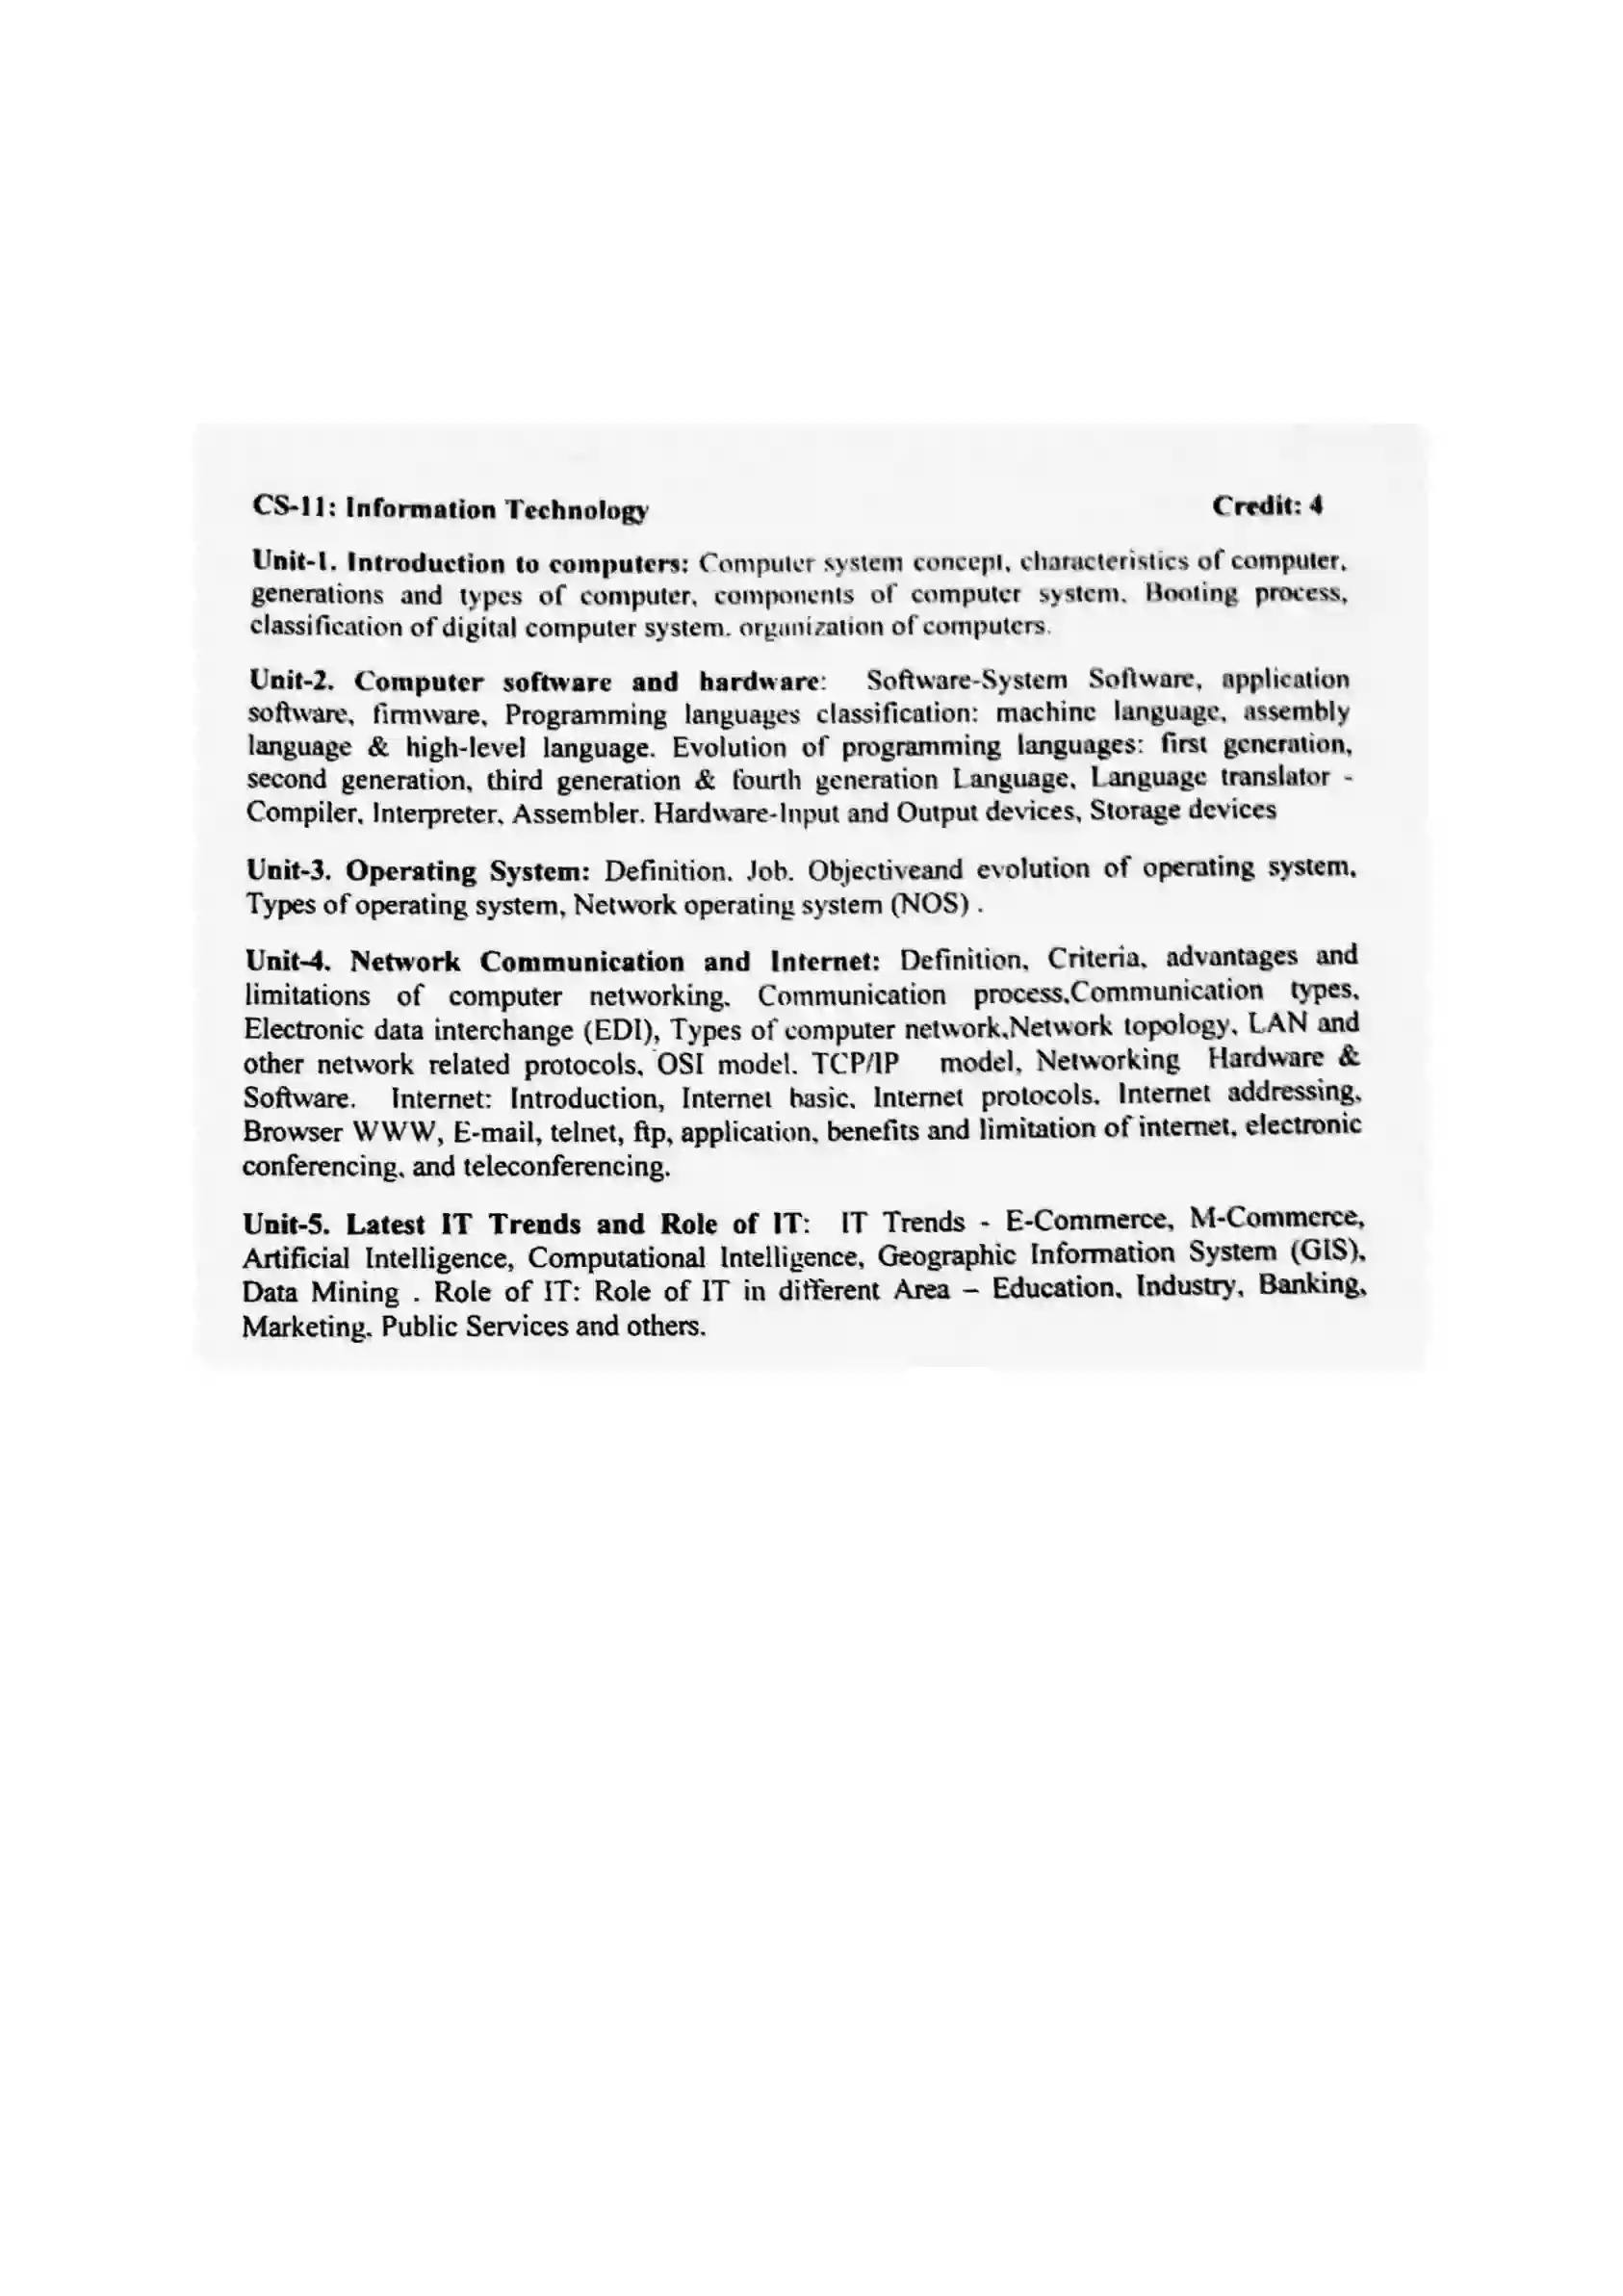 CS-11: Information Technology Credit: 4
Unit-1. Introduction to computers: Computer system concept, characteristics of computer,
generations and types of computer, components of computer system. Booting process,
classification of digital computer system. organization of computers.
Unit-2. Computer software and hardware: Software-System Software, application
software, firmware, Programming languages classification: machine language, assembly
language & high-level language. Evolution of programming languages: first generation,
second generation, third generation & fourth generation Language, Language translator -
Compiler, Interpreter, Assembler. Hardware-Input and Output devices, Storage devices
Unit-3. Operating System: Definition. Job. Objectiveand evolution of operating system,
Types of operating system, Network operating system (NOS) .
Unit-4. Network Communication and Internet: Definition, Criteria, advantages and
limitations of computer networking. Communication process,Communication types,
Electronic data interchange (EDI), Types of computer network,Network topology, LAN and
other network related protocols, OSI model. TCP/IP model, Networking Hardware &
Software. Internet: Introduction, Internet basic, Internet protocols. Internet addressing,
Browser WWW, E-mail, telnet, ftp, application, benefits and limitation of internet, electronic
conferencing, and teleconferencing.
Unit-5. Latest IT Trends and Role of IT: IT Trends - E-Commerce, M-Commerce,
Artificial Intelligence, Computational Intelligence, Geographic Information System (GIS),
Data Mining . Role of IT: Role of IT in different Area – Education, Industry, Banking,
Marketing. Public Services and others.